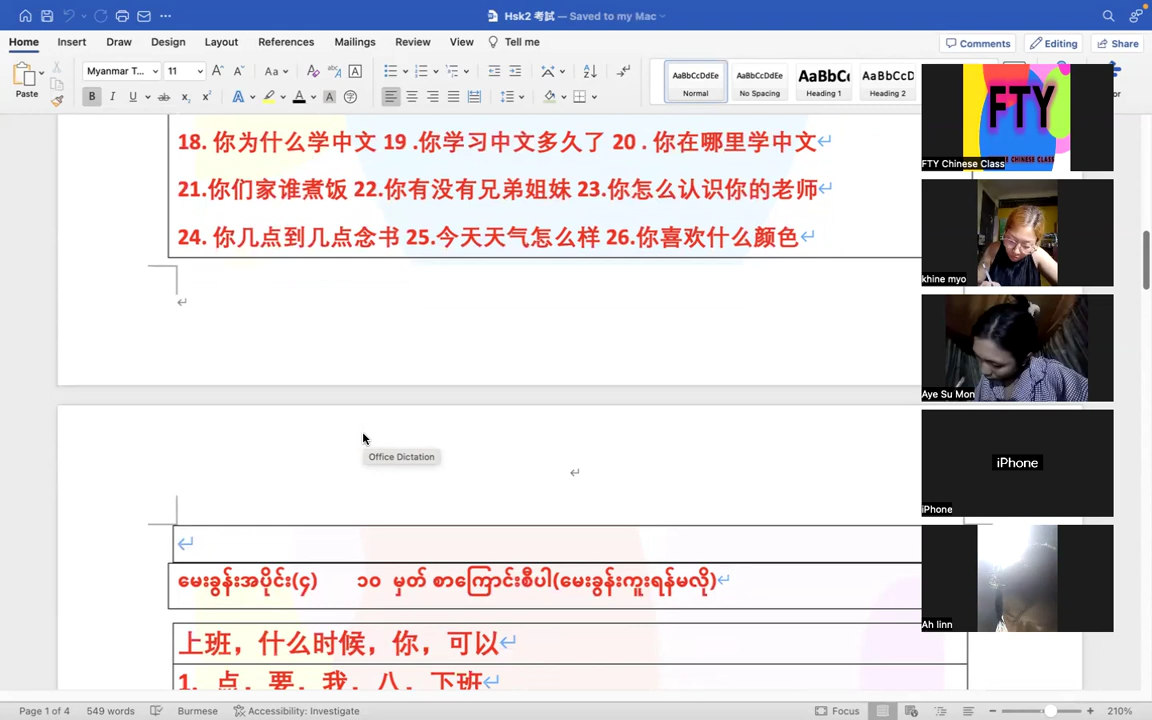 Hsk2 考試 — Saved to my Mac
Home Insert Draw Design Layout References Mailings Review View Tell me Comments Editing Share
Paste Myanmar T... 11 Aa
AaBbCcDdEe AaBbCcDdEe AaBbC AaBbCcD
Normal No Spacing Heading 1 Heading 2
18. 你为什么学中文 19 .你学习中文多久了 20 . 你在哪里学中文
21.你们家谁煮饭 22.你有没有兄弟姐妹 23.你怎么认识你的老师
24. 你几点到几点念书 25.今天天气怎么样 26.你喜欢什么颜色
Office Dictation
မေးခွန်းအပိုင်း(၄) ၁၀ မှတ် စာကြောင်းစီပါ(မေးခွန်းကူးရန်မလို)
上班，什么时候，你，可以
1. 点，要，我，八，下班
FTY
CHINESE CLASS
FTY Chinese Class
khine myo
Aye Su Mon
iPhone
iPhone
Ah linn
Page 1 of 4 549 words Burmese Accessibility: Investigate Focus 210%